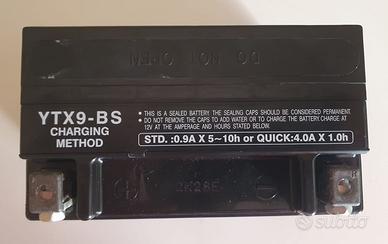 DO NOT OPEN
YTX9-BS
CHARGING
METHOD
• THIS IS A SEALED BATTERY. THE SEALING CAPS SHOULD BE CONSIDERED PERMANENT.
• DO NOT REMOVE THE CAPS TO ADD WATER OR TO CHARGE THE BATTERY. CHARGE AT
12V AT THE AMPERAGE AND HOURS STATED BELOW.
STD. :0.9A X 5~10h or QUICK:4.0A X 1.0h
subito